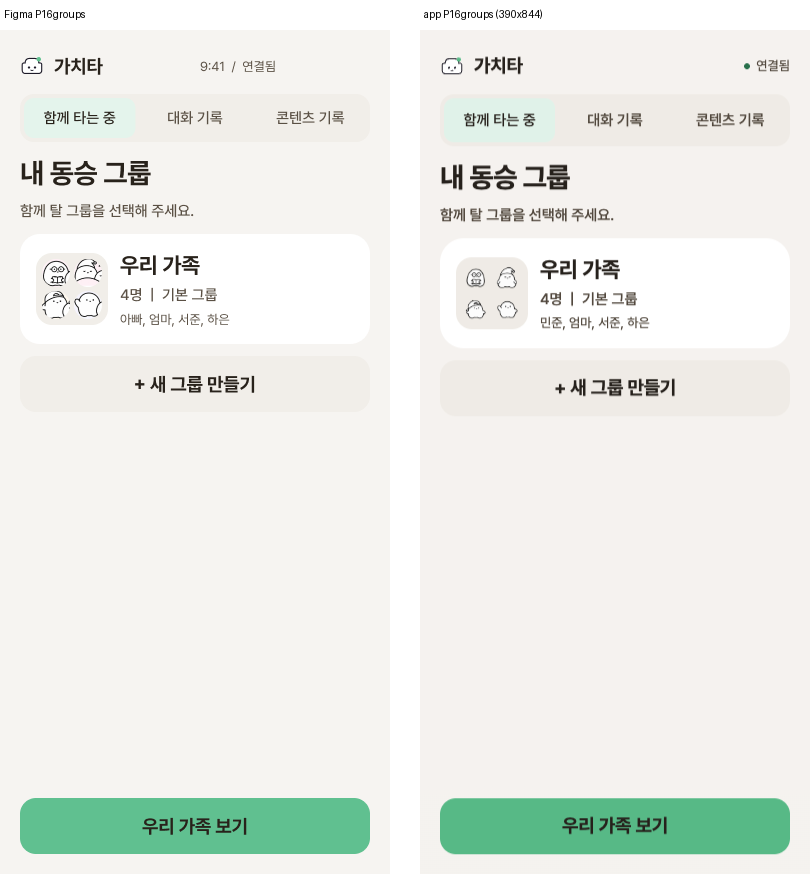 Figma P16groups
가치타
9:41 / 연결됨
함께 타는 중
대화 기록
콘텐츠 기록
내 동승 그룹
함께 탈 그룹을 선택해 주세요.
우리 가족
4명 | 기본 그룹
아빠, 엄마, 서준, 하은
+ 새 그룹 만들기
우리 가족 보기
app P16groups (390x844)
가치타
연결됨
함께 타는 중
대화 기록
콘텐츠 기록
내 동승 그룹
함께 탈 그룹을 선택해 주세요.
우리 가족
4명 | 기본 그룹
민준, 엄마, 서준, 하은
+ 새 그룹 만들기
우리 가족 보기